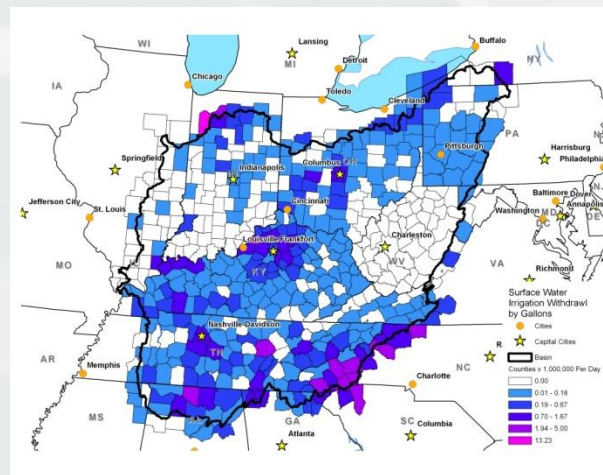 Buffalo
Lansing
WI
MI
NY
Detroit
IA
Chicago
Toledo
Cleveland
PA
Harrisburg
Pittsburgh
Philadelphia
Springfield
Indianapolis
Columbus
OH
IN
Baltimore
Dover
Jefferson City
St. Louis
Cincinnati
Washington
MD
Annapolis
DC
DE
Louisville
Frankfort
Charleston
WV
MO
KY
VA
Richmond
Surface Water
Irrigation Withdrawl
by Gallons
Cities
Capital Cities
Basin
Nashville-Davidson
R
TN
AR
Memphis
NC
Charlotte
MS
GA
SC
Atlanta
Columbia
Counties x 1,000,000 Per Day
0.00
0.01 - 0.18
0.19 - 0.67
0.70 - 1.67
1.94 - 5.00
13.23